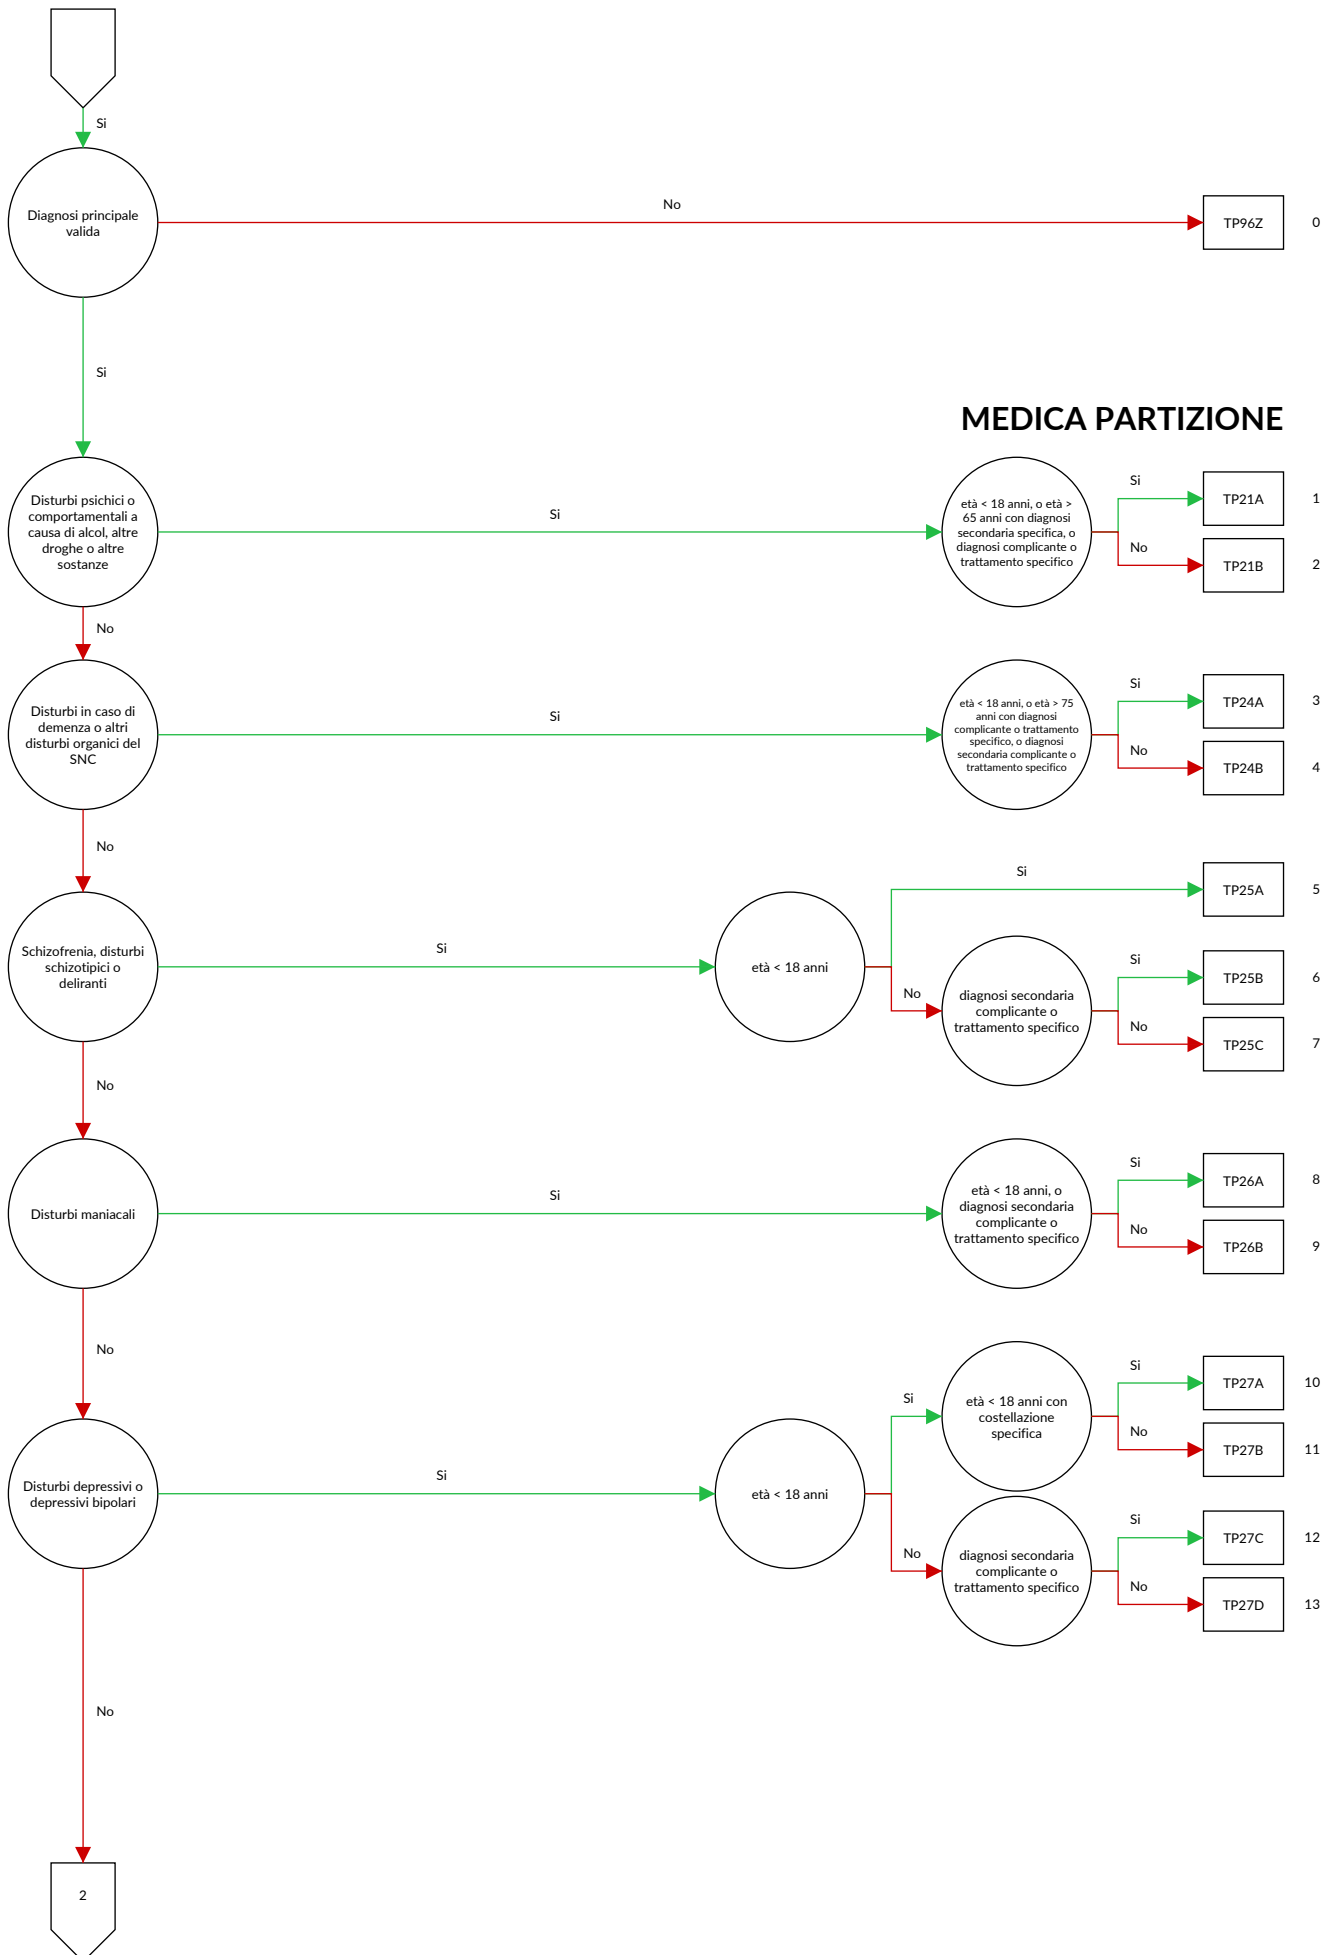 Si
Diagnosi principale
valida
No
TP96Z
0
Si
MEDICA PARTIZIONE
Disturbi psichici o
comportamentali a
causa di alcol, altre
droghe o altre
sostanze
Si
età < 18 anni, o età >
65 anni con diagnosi
secondaria specifica, o
diagnosi complicante o
trattamento specifico
Si
TP21A
1
No
TP21B
2
No
Disturbi in caso di
demenza o altri
disturbi organici del
SNC
Si
età < 18 anni, o età > 75
anni con diagnosi
complicante o trattamento
specifico, o diagnosi
secondaria complicante o
trattamento specifico
Si
TP24A
3
No
TP24B
4
No
Schizofrenia, disturbi
schizotipici o
deliranti
Si
età < 18 anni
Si
TP25A
5
No
diagnosi secondaria
complicante o
trattamento specifico
Si
TP25B
6
No
TP25C
7
No
Disturbi maniacali
Si
età < 18 anni, o
diagnosi secondaria
complicante o
trattamento specifico
Si
TP26A
8
No
TP26B
9
No
Disturbi depressivi o
depressivi bipolari
Si
età < 18 anni
Si
età < 18 anni con
costellazione
specifica
Si
TP27A
10
No
TP27B
11
No
diagnosi secondaria
complicante o
trattamento specifico
Si
TP27C
12
No
TP27D
13
No
2